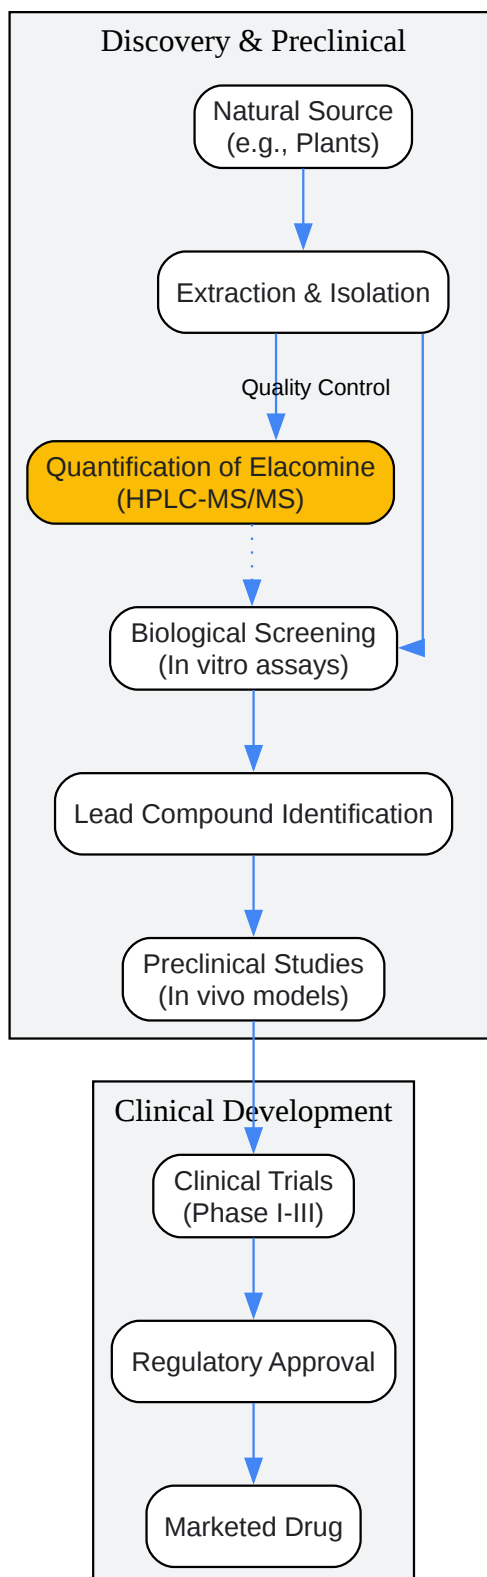 Discovery & Preclinical
Natural Source
(e.g., Plants)
Extraction & Isolation
Quality Control
Quantification of Elacomine
(HPLC-MS/MS)
Biological Screening
(In vitro assays)
Lead Compound Identification
Preclinical Studies
(In vivo models)
Clinical Development
Clinical Trials
(Phase I-III)
Regulatory Approval
Marketed Drug